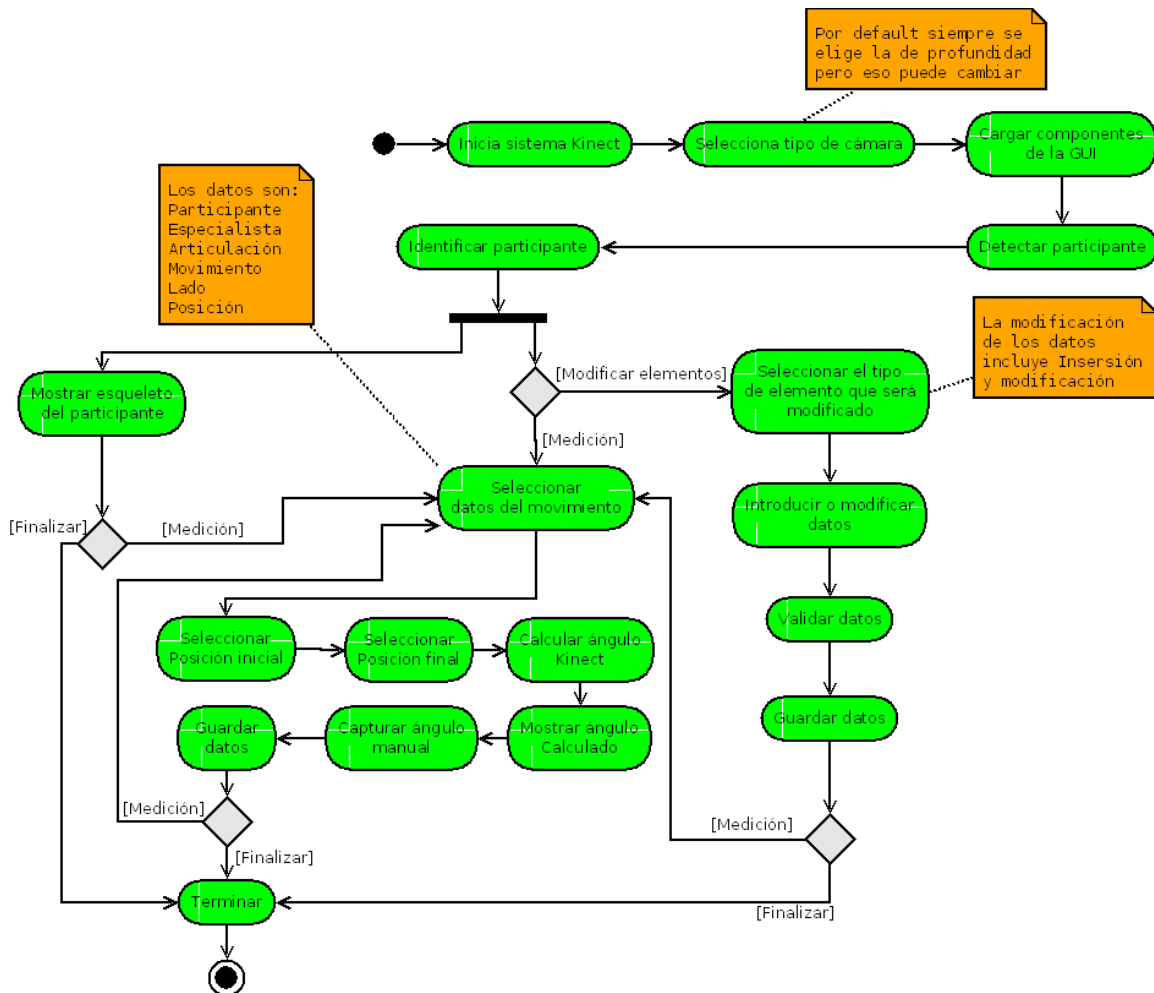 Por default siempre se
elige la de profundidad
pero eso puede cambiar
Inicia sistema Kinect
Selecciona tipo de cámara
Cargar componentes
de la GUI
Los datos son:
Participante
Especialista
Articulación
Movimiento
Lado
Posición
Identificar participante
Detectar participante
La modificación
de los datos
incluye Insersión
y modificación
Mostrar esqueleto
del participante
[Modificar elementos]
Seleccionar el tipo
de elemento que será
modificado
[Medición]
Seleccionar
datos del movimiento
Introducir o modificar
datos
[Finalizar]
[Medición]
Validar datos
Seleccionar
Posición inicial
Seleccionar
Posición final
Calcular ángulo
Kinect
Guardar datos
Guardar
datos
Capturar ángulo
manual
Mostrar ángulo
Calculado
[Medición]
[Medición]
[Finalizar]
Terminar
[Finalizar]